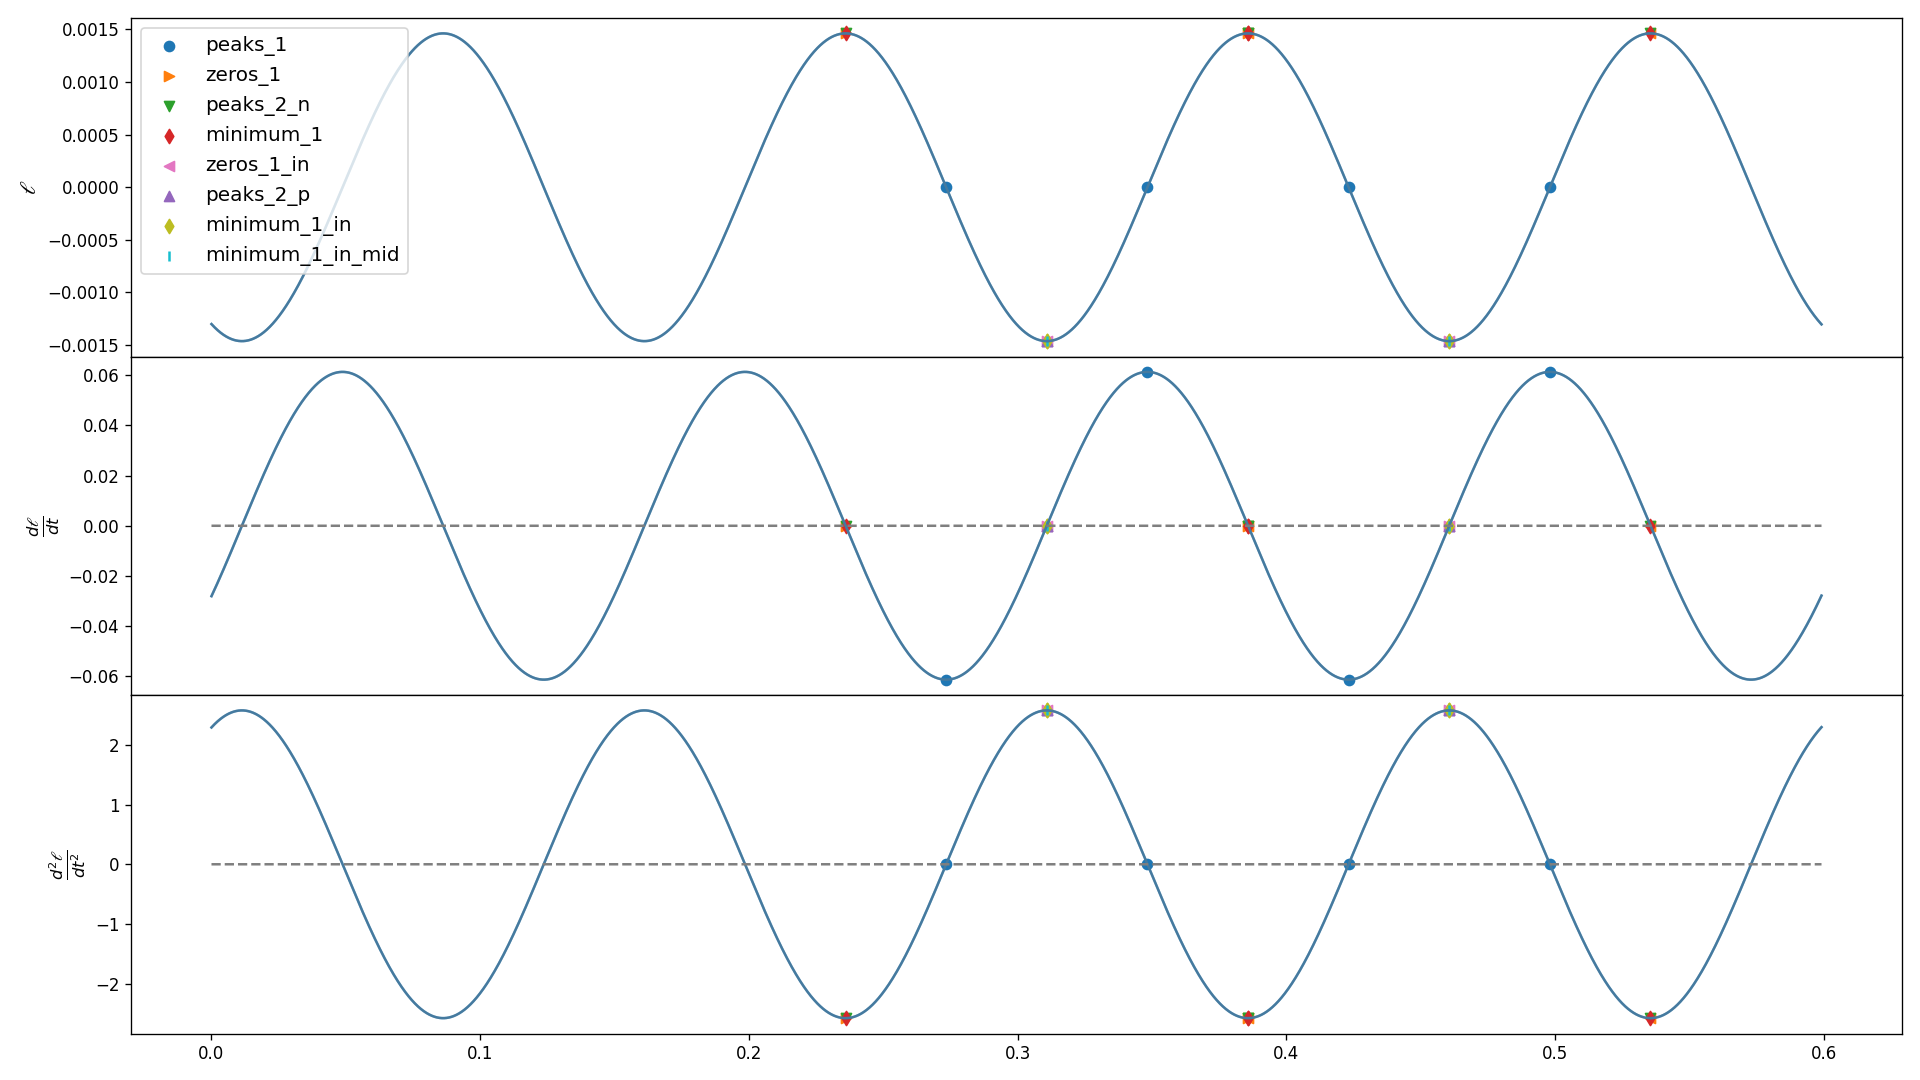 0.0015
0.0010
0.0005
0.0000
−0.0005
−0.0010
−0.0015
ℓ
peaks_1
zeros_1
peaks_2_n
minimum_1
zeros_1_in
peaks_2_p
minimum_1_in
minimum_1_in_mid
0.06
0.04
0.02
0.00
−0.02
−0.04
−0.06
dℓ/dt
2
1
0
−1
−2
d²ℓ/dt²
0.0 0.1 0.2 0.3 0.4 0.5 0.6